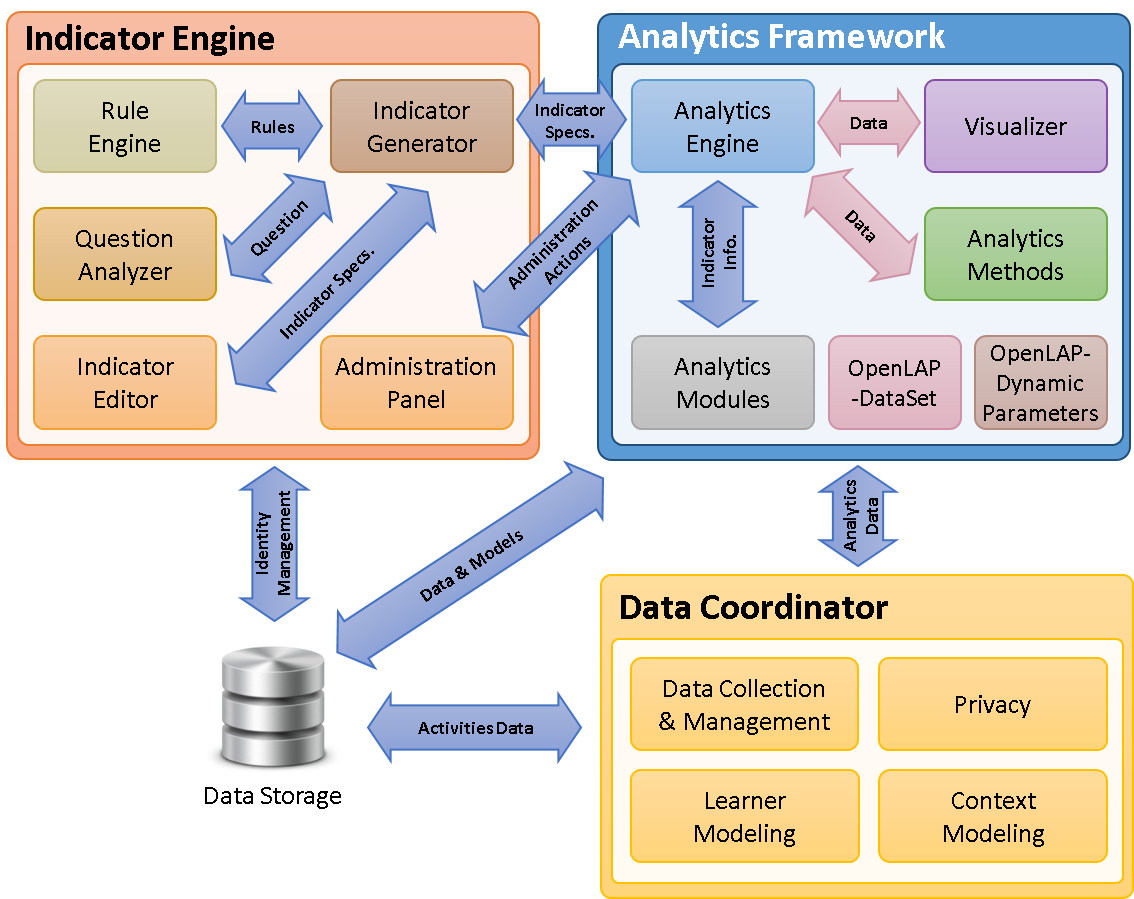 Indicator Engine
Rule
Engine
Rules
Indicator
Generator
Question
Analyzer
Question
Indicator Specs.
Indicator
Editor
Administration
Panel
Indicator
Specs.
Administration
Actions
Analytics Framework
Analytics
Engine
Data
Visualizer
Data
Analytics
Methods
Indicator
Info.
Analytics
Modules
OpenLAP
-DataSet
OpenLAP-
Dynamic
Parameters
Identity
Management
Data & Models
Analytics
Data
Data Storage
Activities Data
Data Coordinator
Data Collection
& Management
Privacy
Learner
Modeling
Context
Modeling